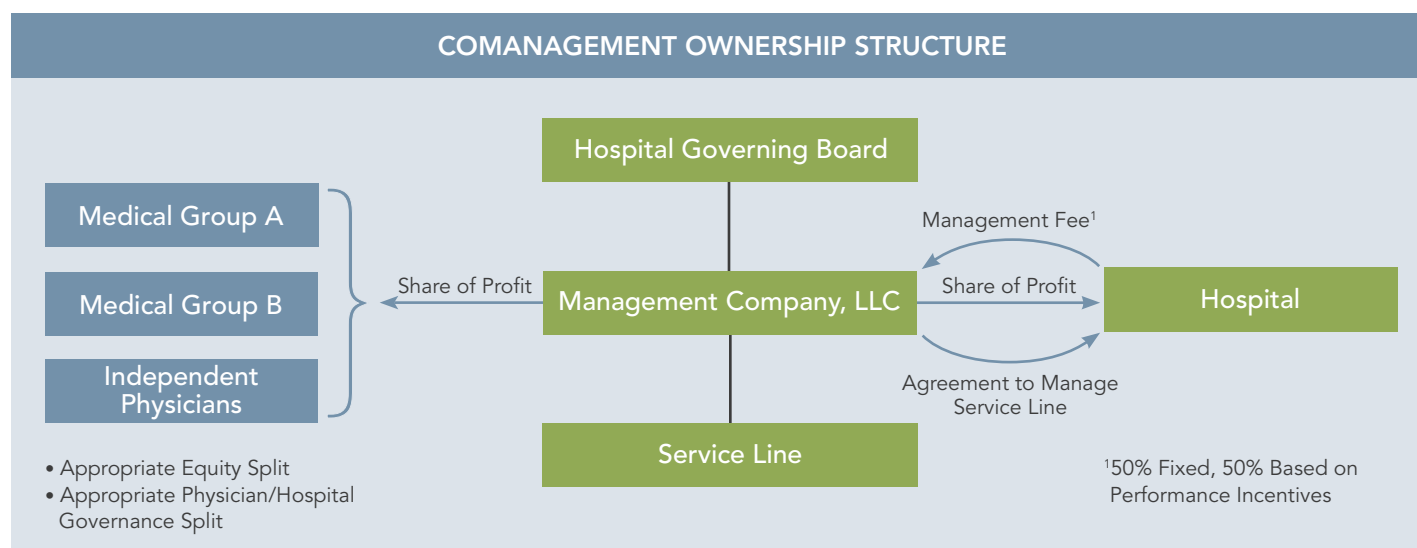 COMANAGEMENT OWNERSHIP STRUCTURE
Hospital Governing Board
Medical Group A
Medical Group B
Independent
Physicians
Share of Profit
Management Company, LLC
Management Fee¹
Share of Profit
Hospital
Agreement to Manage
Service Line
Service Line
• Appropriate Equity Split
• Appropriate Physician/Hospital
Governance Split
¹50% Fixed, 50% Based on
Performance Incentives